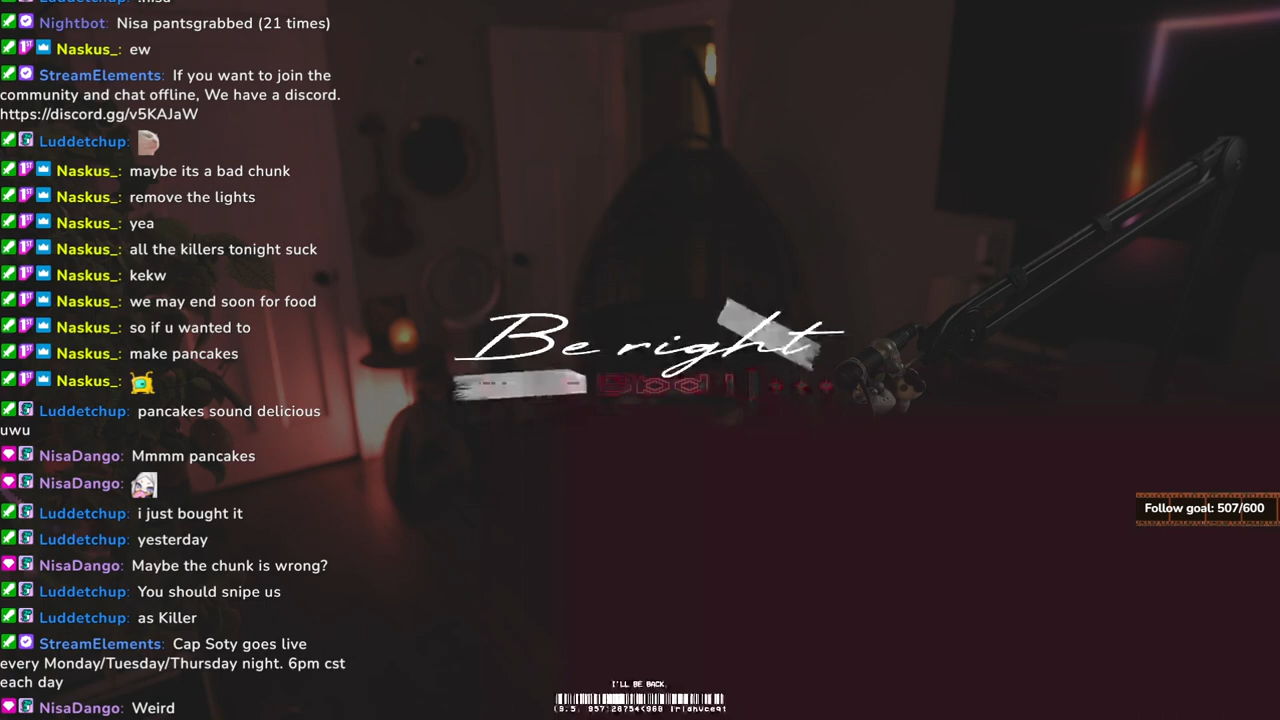 Nightbot: Nisa pantsgrabbed (21 times)
Naskus_: ew
StreamElements: If you want to join the
community and chat offline, We have a discord.
https://discord.gg/v5KAJaW
Luddetchup:
Naskus_: maybe its a bad chunk
Naskus_: remove the lights
Naskus_: yea
Naskus_: all the killers tonight suck
Naskus_: kekw
Naskus_: we may end soon for food
Naskus_: so if u wanted to
Naskus_: make pancakes
Naskus_:
Luddetchup: pancakes sound delicious
uwu
NisaDango: Mmmm pancakes
NisaDango:
Luddetchup: i just bought it
Luddetchup: yesterday
NisaDango: Maybe the chunk is wrong?
Luddetchup: You should snipe us
Luddetchup: as Killer
StreamElements: Cap Soty goes live
every Monday/Tuesday/Thursday night. 6pm cst
each day
NisaDango: Weird
Be right
Follow goal: 507/600
I'LL BE BACK